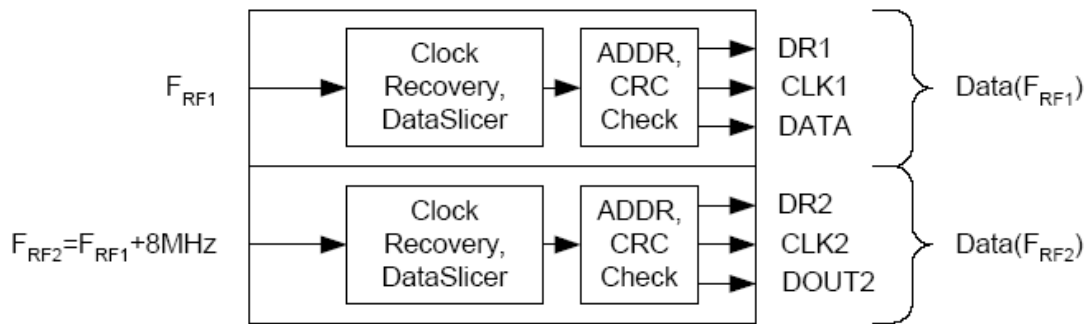 Clock
Recovery,
DataSlicer
ADDR,
CRC
Check
F_RF1
DR1
CLK1
DATA
Data(F_RF1)
Clock
Recovery,
DataSlicer
ADDR,
CRC
Check
F_RF2=F_RF1+8MHz
DR2
CLK2
DOUT2
Data(F_RF2)